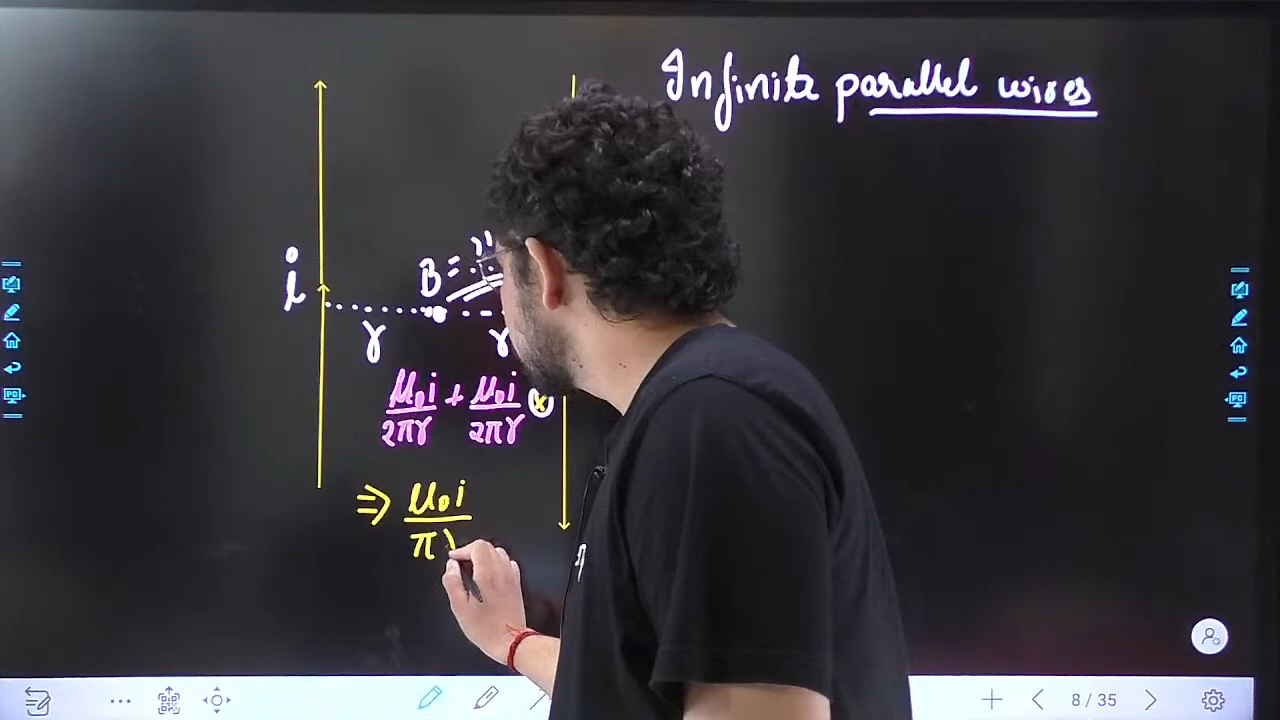 Infinite parallel wires
i
B =
r r
μ₀i/2πr + μ₀i/2πr ⊗
⇒ μ₀i/πr
8 / 35